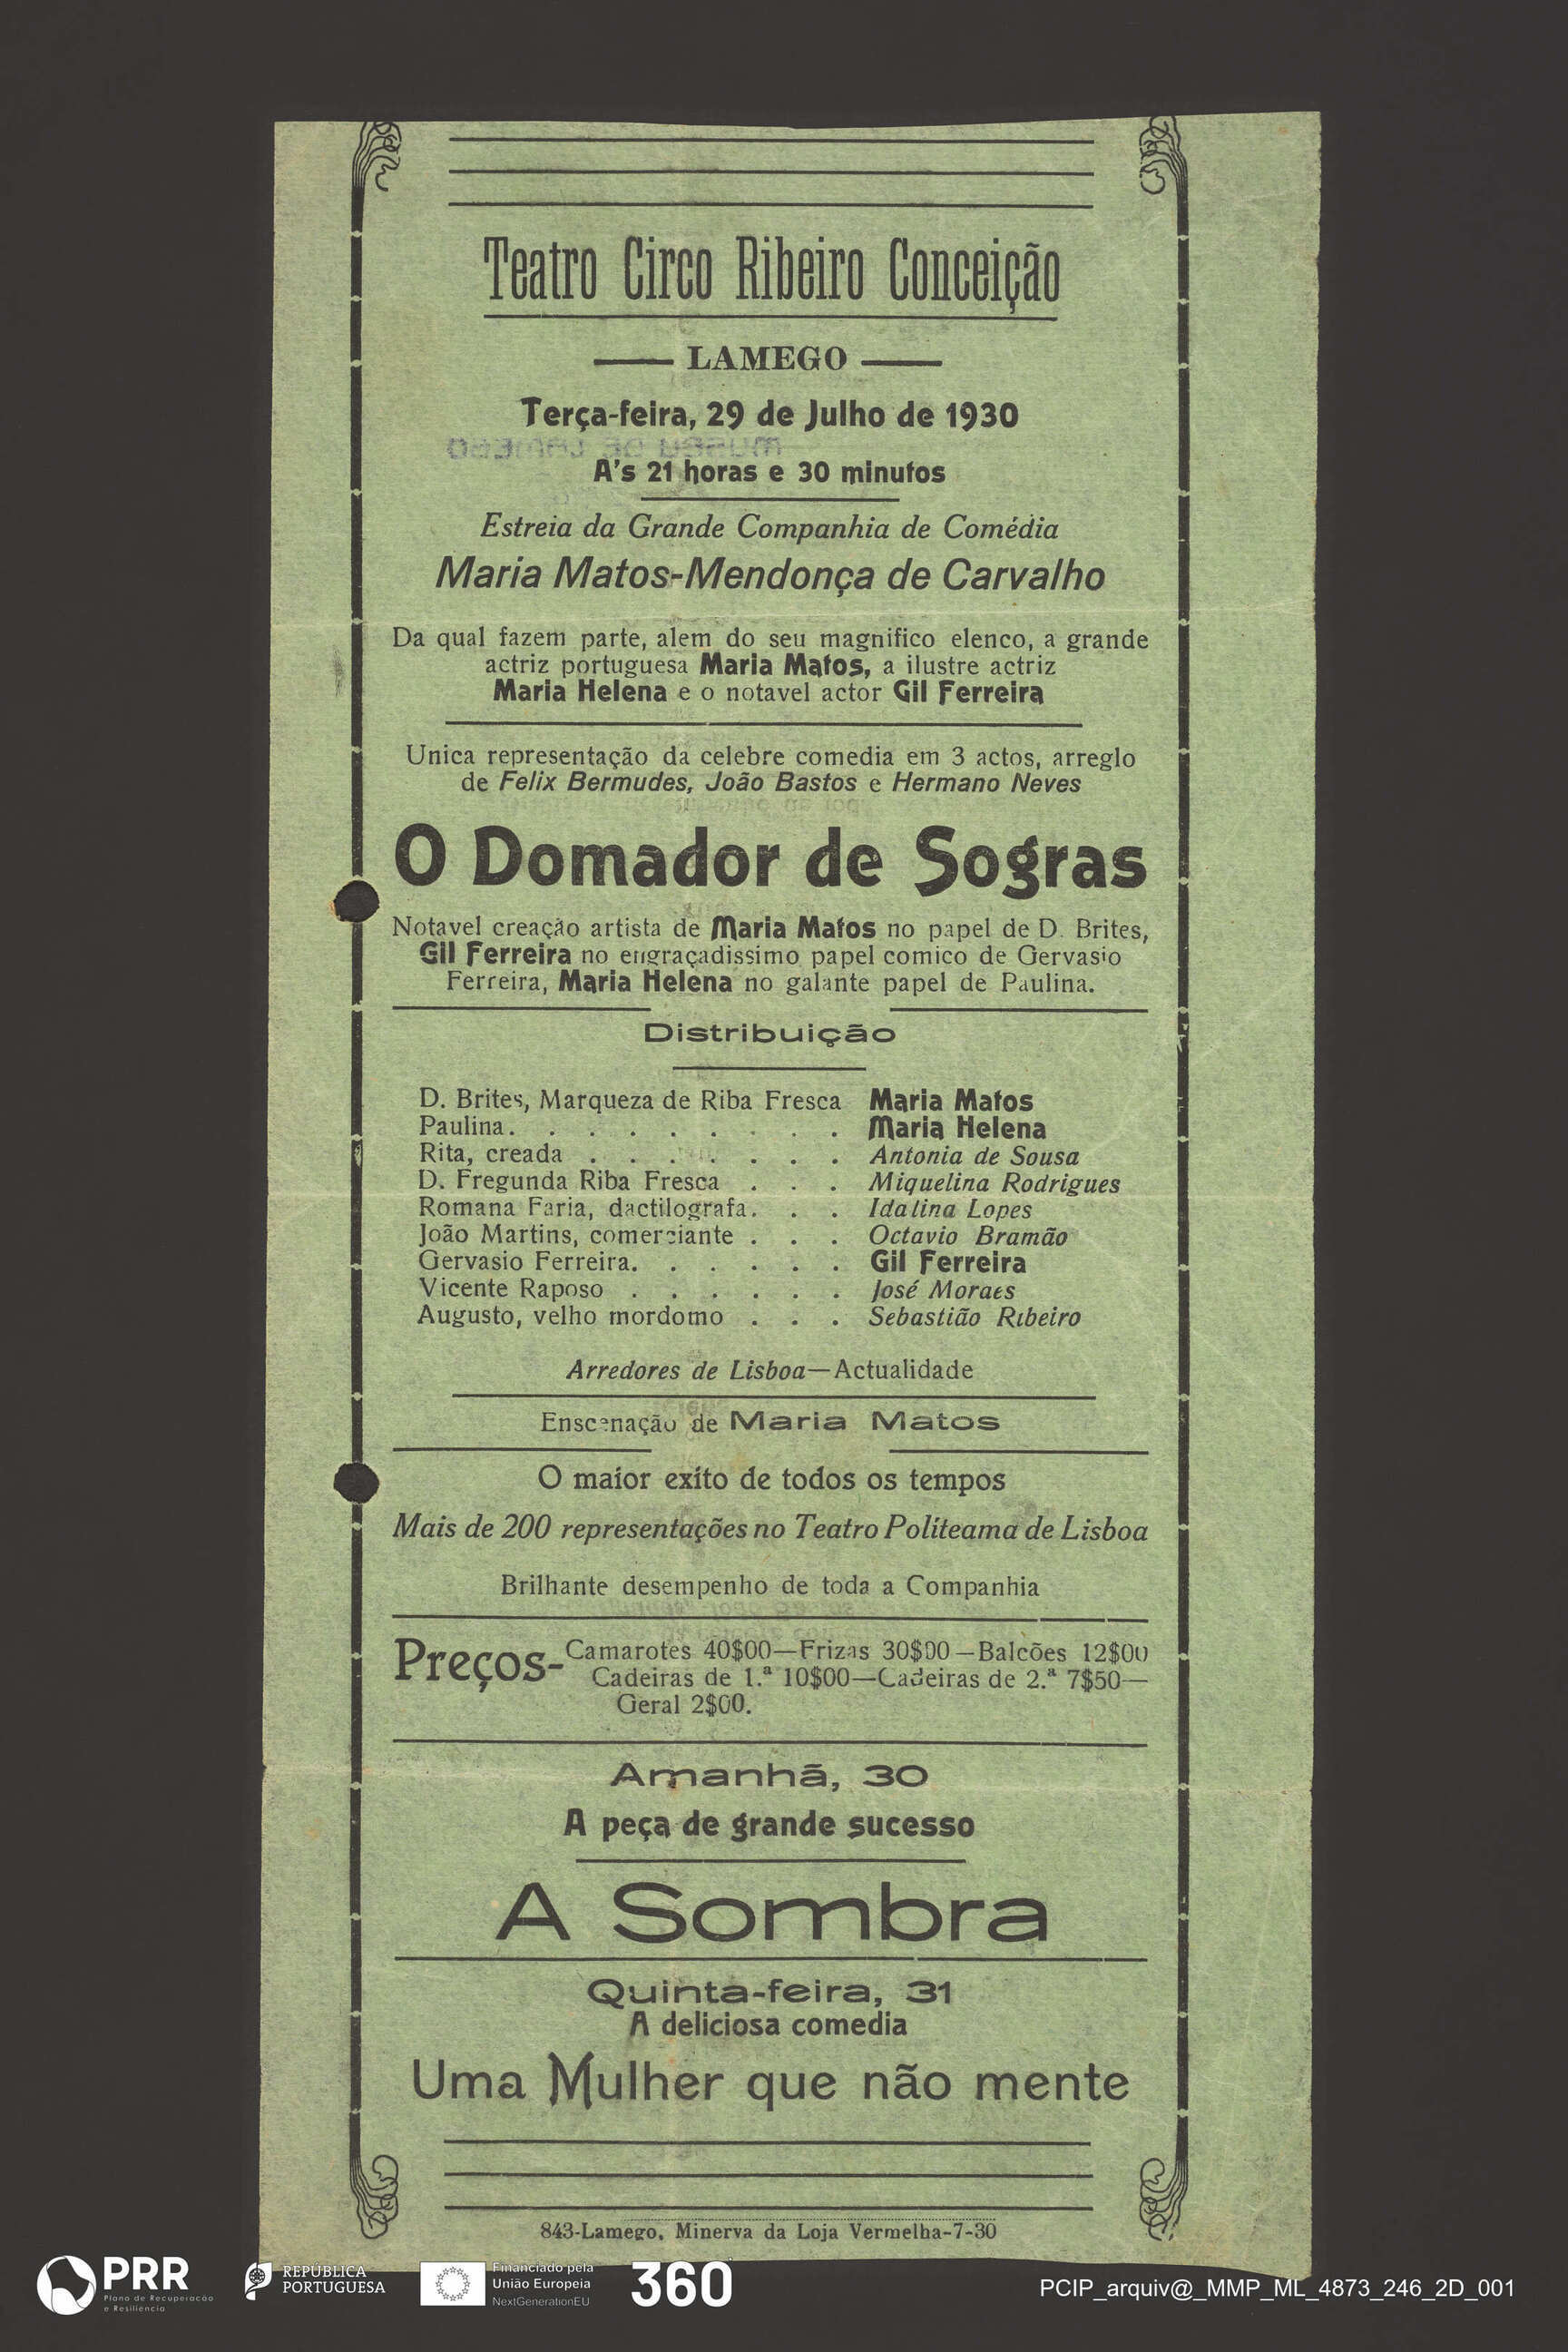 Teatro Circo Ribeiro Conceição
LAMEGO
Terça-feira, 29 de Julho de 1930
MUSEU DE LAMEGO
A's 21 horas e 30 minutos
Estreia da Grande Companhia de Comédia
Maria Matos-Mendonça de Carvalho
Da qual fazem parte, alem do seu magnifico elenco, a grande
actriz portuguesa Maria Matos, a ilustre actriz
Maria Helena e o notavel actor Gil Ferreira
Unica representação da celebre comedia em 3 actos, arreglo
de Felix Bermudes, João Bastos e Hermano Neves
O Domador de Sogras
Notavel creação artista de Maria Matos no papel de D. Brites,
Gil Ferreira no engraçadissimo papel comico de Gervasio
Ferreira, Maria Helena no galante papel de Paulina.
Distribuição
D. Brites, Marqueza de Riba Fresca Maria Matos
Paulina. . . . . . . . . Maria Helena
Rita, creada . . . . . . . Antonia de Sousa
D. Fregunda Riba Fresca . . . Miquelina Rodrigues
Romana Faria, dactilografa. . . Idalina Lopes
João Martins, comerciante . . . Octavio Bramão
Gervasio Ferreira. . . . . . Gil Ferreira
Vicente Raposo . . . . . . José Moraes
Augusto, velho mordomo . . . Sebastião Ribeiro
Arredores de Lisboa—Actualidade
Enscenação de Maria Matos
O maior exito de todos os tempos
Mais de 200 representações no Teatro Politeama de Lisboa
Brilhante desempenho de toda a Companhia
Preços- Camarotes 40$00—Frizas 30$00—Balcões 12$00
Cadeiras de 1.ª 10$00—Cadeiras de 2.ª 7$50—
Geral 2$00.
Amanhã, 30
A peça de grande sucesso
A Sombra
Quinta-feira, 31
A deliciosa comedia
Uma Mulher que não mente
843-Lamego, Minerva da Loja Vermelha-7-30
PRR
Plano de Recuperação
e Resiliência
REPÚBLICA
PORTUGUESA
Financiado pela
União Europeia
NextGenerationEU
360
PCIP_arquiv@_MMP_ML_4873_246_2D_001